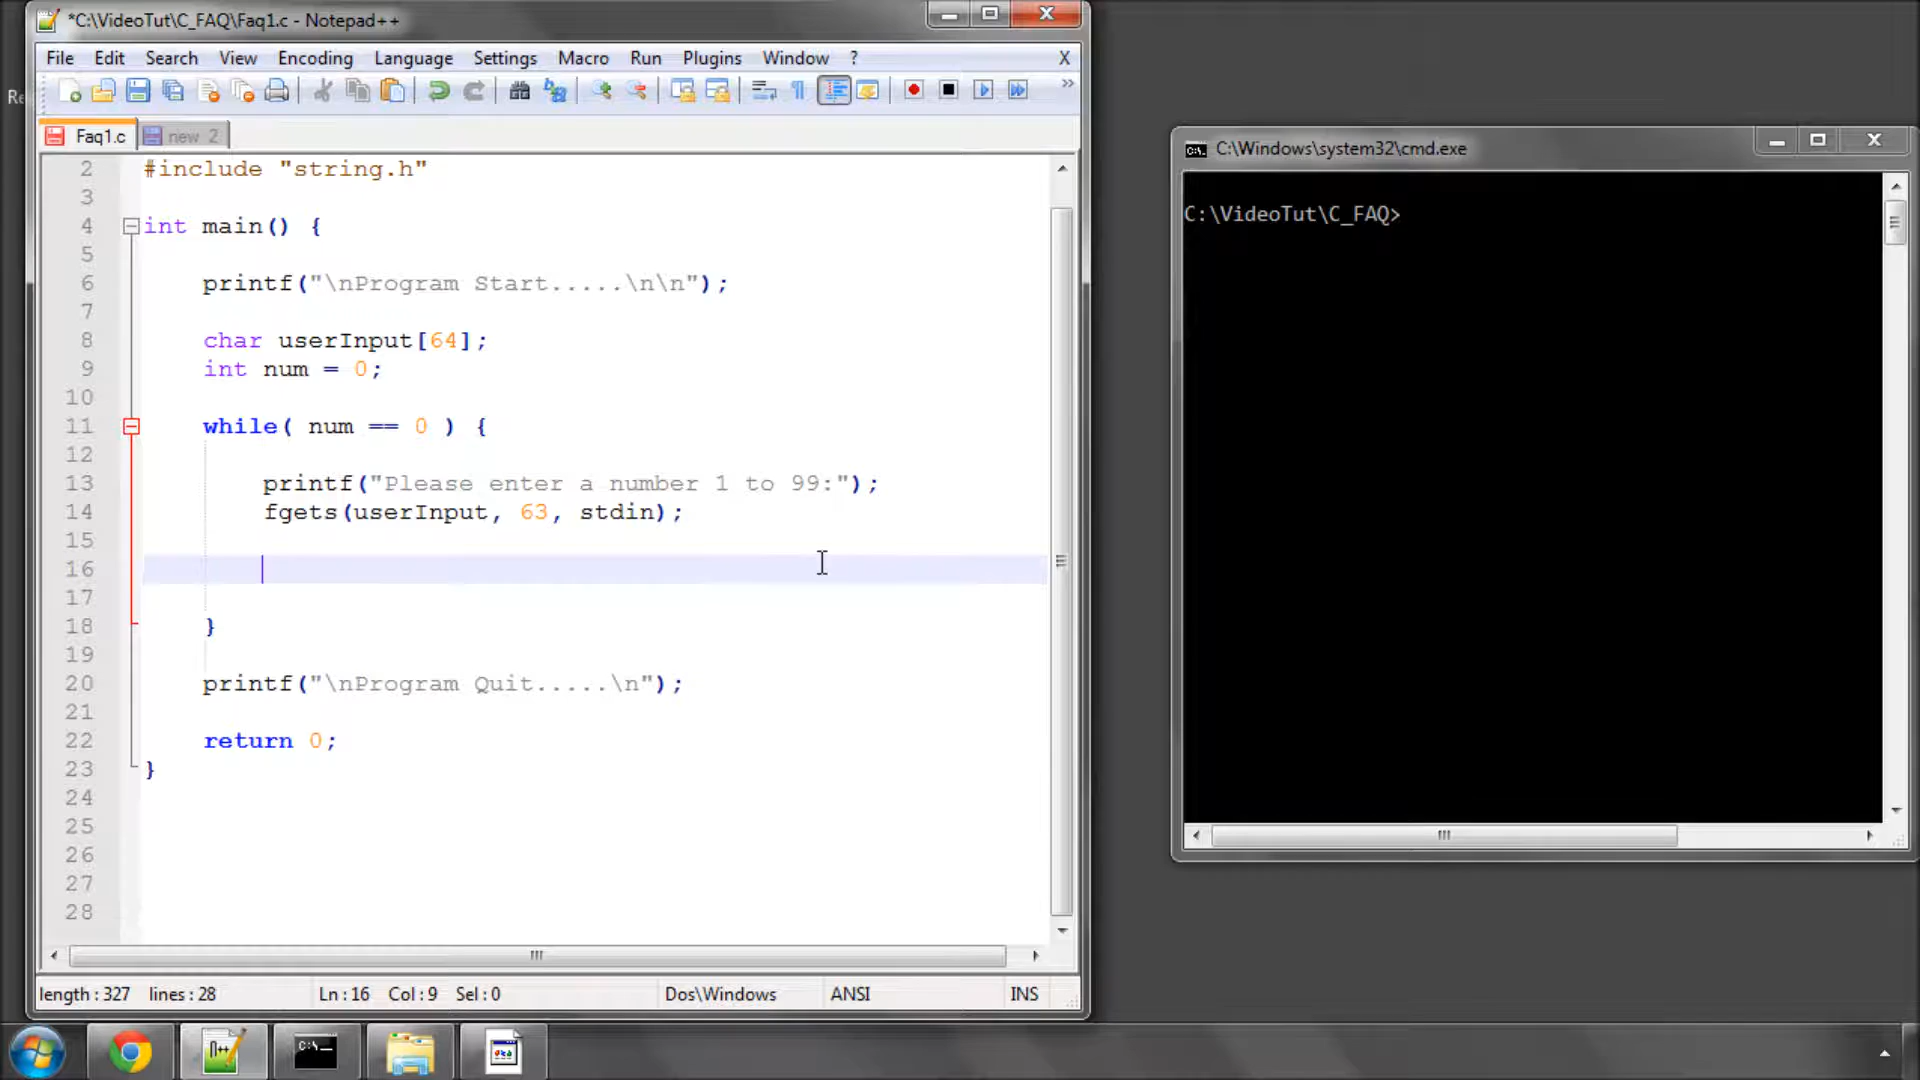 *C:\VideoTut\C_FAQ\Faq1.c - Notepad++
File Edit Search View Encoding Language Settings Macro Run Plugins Window ? X
Faq1.c new 2
2 #include "string.h"
3
4 int main() {
5
6 printf("\nProgram Start.....\n\n");
7
8 char userInput[64];
9 int num = 0;
10
11 while( num == 0 ) {
12
13 printf("Please enter a number 1 to 99:");
14 fgets(userInput, 63, stdin);
15
16
17
18 }
19
20 printf("\nProgram Quit.....\n");
21
22 return 0;
23 }
24
25
26
27
28
length : 327 lines : 28 Ln : 16 Col : 9 Sel : 0 Dos\Windows ANSI INS
C:\Windows\system32\cmd.exe
C:\VideoTut\C_FAQ>